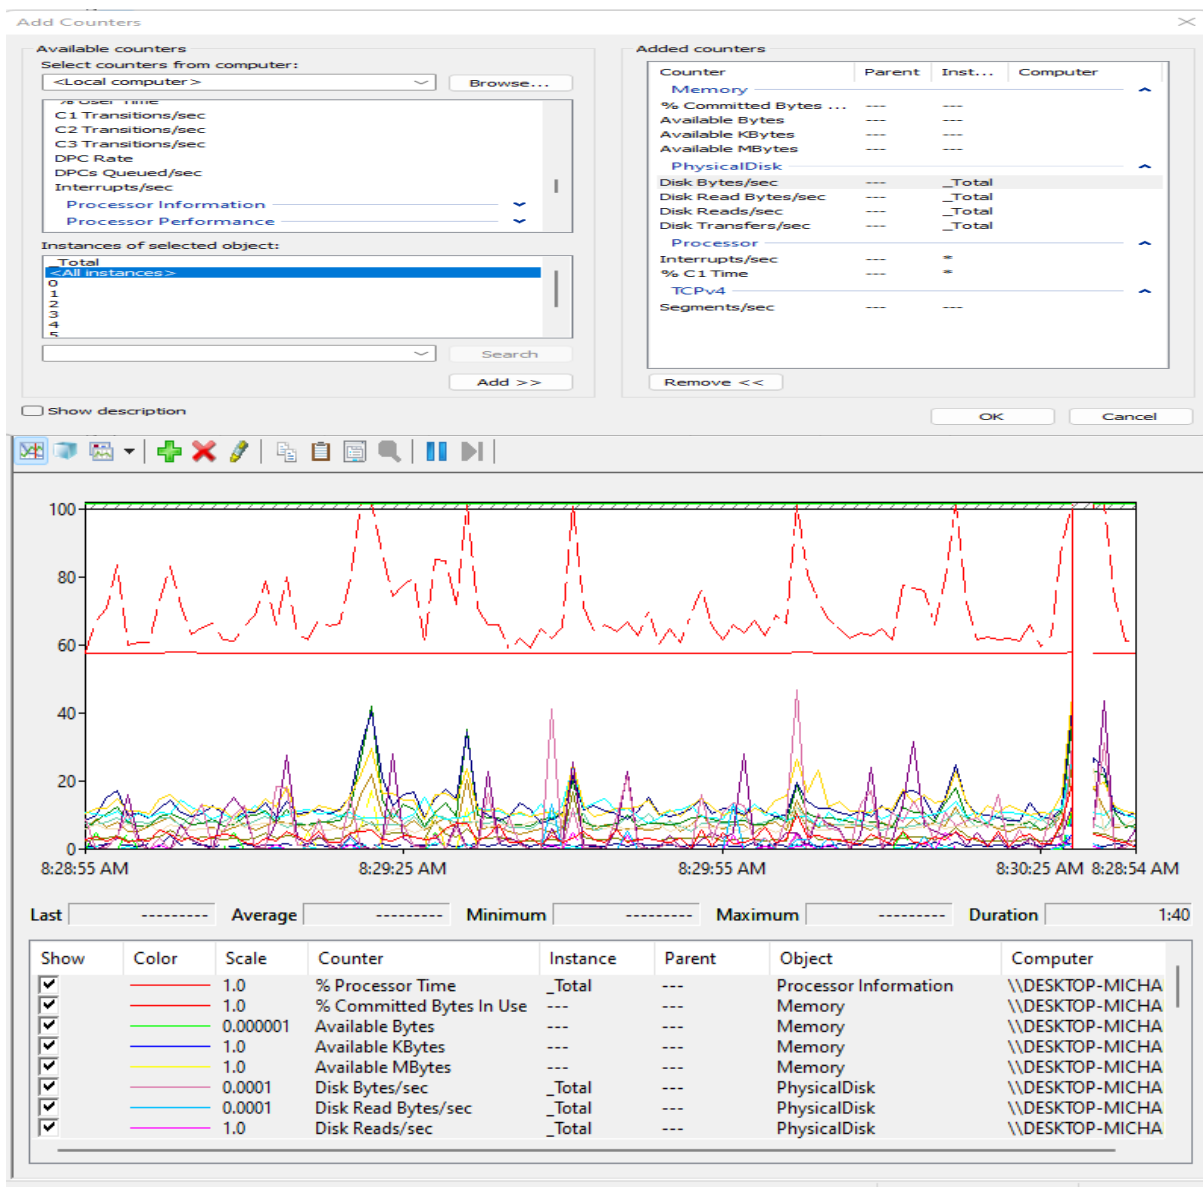 Add Counters
Available counters
Select counters from computer:
<Local computer>
Browse...
% User Time
C1 Transitions/sec
C2 Transitions/sec
C3 Transitions/sec
DPC Rate
DPCs Queued/sec
Interrupts/sec
Processor Information
Processor Performance
Instances of selected object:
_Total
<All instances>
0
1
2
3
4
5
Search
Add >>
Show description
Added counters
Counter Parent Inst... Computer
Memory
% Committed Bytes ... --- ---
Available Bytes --- ---
Available KBytes --- ---
Available MBytes --- ---
PhysicalDisk
Disk Bytes/sec --- _Total
Disk Read Bytes/sec --- _Total
Disk Reads/sec --- _Total
Disk Transfers/sec --- _Total
Processor
Interrupts/sec --- *
% C1 Time --- *
TCPv4
Segments/sec --- ---
Remove <<
OK Cancel
100
80
60
40
20
0
8:28:55 AM 8:29:25 AM 8:29:55 AM 8:30:25 AM 8:28:54 AM
Last --------- Average --------- Minimum --------- Maximum --------- Duration 1:40
Show Color Scale Counter Instance Parent Object Computer
1.0 % Processor Time _Total --- Processor Information \\DESKTOP-MICHA
1.0 % Committed Bytes In Use --- --- Memory \\DESKTOP-MICHA
0.000001 Available Bytes --- --- Memory \\DESKTOP-MICHA
1.0 Available KBytes --- --- Memory \\DESKTOP-MICHA
1.0 Available MBytes --- --- Memory \\DESKTOP-MICHA
0.0001 Disk Bytes/sec _Total --- PhysicalDisk \\DESKTOP-MICHA
0.0001 Disk Read Bytes/sec _Total --- PhysicalDisk \\DESKTOP-MICHA
1.0 Disk Reads/sec _Total --- PhysicalDisk \\DESKTOP-MICHA